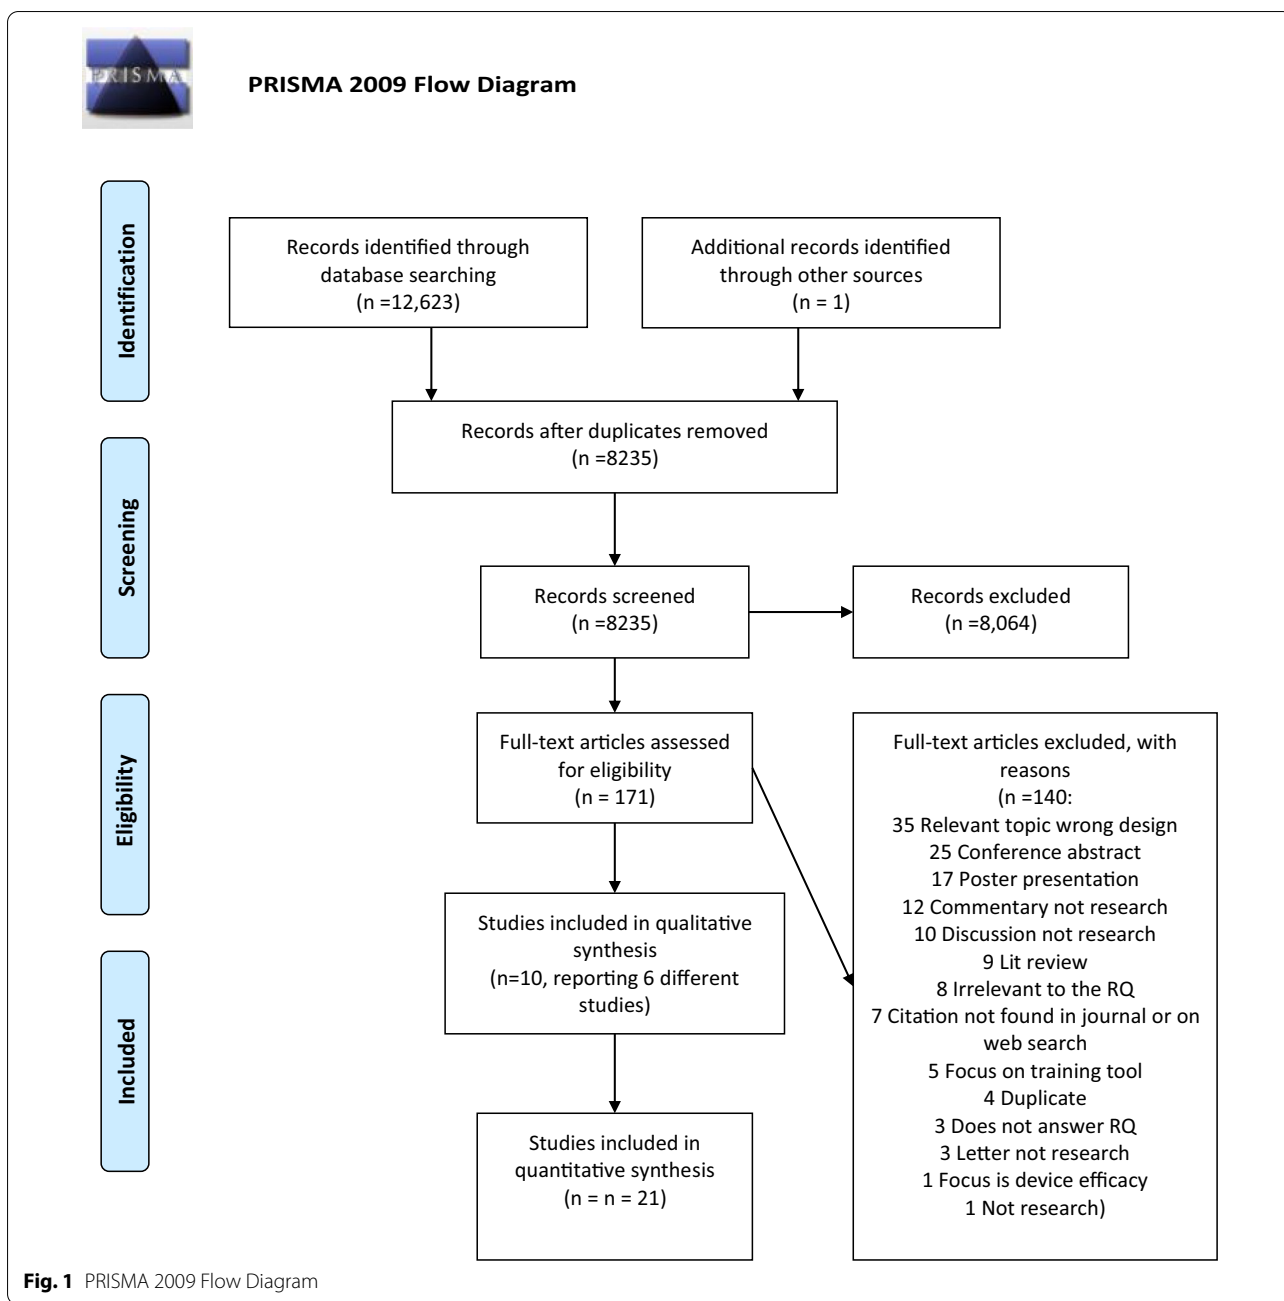 PRISMA
PRISMA 2009 Flow Diagram
Identification
Records identified through
database searching
(n =12,623)
Additional records identified
through other sources
(n = 1)
Records after duplicates removed
(n =8235)
Screening
Records screened
(n =8235)
Records excluded
(n =8,064)
Eligibility
Full-text articles assessed
for eligibility
(n = 171)
Full-text articles excluded, with
reasons
(n =140:
35 Relevant topic wrong design
25 Conference abstract
17 Poster presentation
12 Commentary not research
10 Discussion not research
9 Lit review
8 Irrelevant to the RQ
7 Citation not found in journal or on
web search
5 Focus on training tool
4 Duplicate
3 Does not answer RQ
3 Letter not research
1 Focus is device efficacy
1 Not research)
Studies included in qualitative
synthesis
(n=10, reporting 6 different
studies)
Included
Studies included in
quantitative synthesis
(n = n = 21)
Fig. 1 PRISMA 2009 Flow Diagram